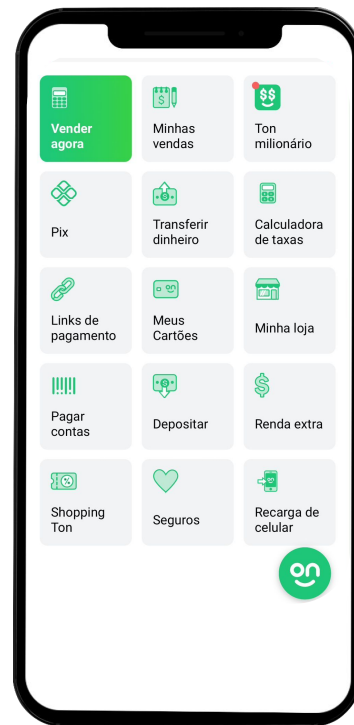 Vender
agora
Minhas
vendas
$$
Ton
milionário
Pix
Transferir
dinheiro
Calculadora
de taxas
Links de
pagamento
Meus
Cartões
Minha loja
Pagar
contas
Depositar
Renda extra
Shopping
Ton
Seguros
Recarga de
celular
on